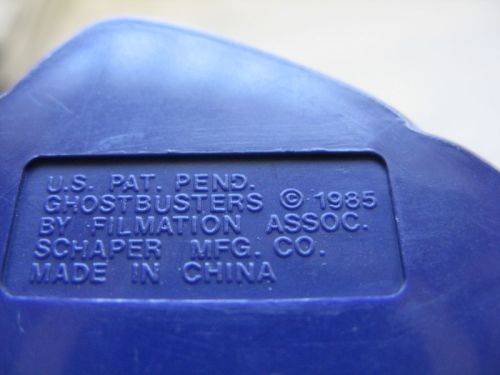 U.S. PAT. PEND.
GHOSTBUSTERS © 1985
BY FILMATION ASSOC.
SCHAPER MFG. CO.
MADE IN CHINA